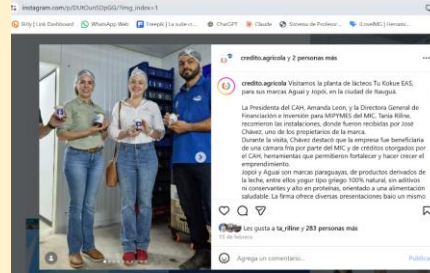 instagram.com/p/DUtOunSDpGG/?img_index=1
Bitly | Link Dashboard
WhatsApp Web
Freepik | La suite cr...
ChatGPT
Claude
Sistema de Profesor...
iLoveIMG | Herrami...
credito.agricola y 2 personas más
credito.agricola Visitamos la planta de lácteos Tu Kokue EAS,
para sus marcas Aguai y Jopói, en la ciudad de Itauguá.
La Presidenta del CAH, Amanda León, y la Directora General de
Financiación e Inversión para MIPYMES del MIC, Tania Riline,
recorrieron las instalaciones, donde fueron recibidas por José
Chávez, uno de los propietarios de la marca.
Durante la visita, Chávez destacó que la empresa fue beneficiaria
de una cámara fría por parte del MIC y de créditos otorgados por
el CAH, herramientas que permitieron fortalecer y hacer crecer el
emprendimiento.
Jopói y Aguai son marcas paraguayas, de productos derivados de
la leche, entre ellos yogur tipo griego 100% natural, sin aditivos
ni conservantes y alto en proteínas, orientado a una alimentación
saludable. La firma ofrece diversas presentaciones bajo un mismo
Les gusta a ta_riline y 283 personas más
13 de febrero
Agrega un comentario...
Publicar